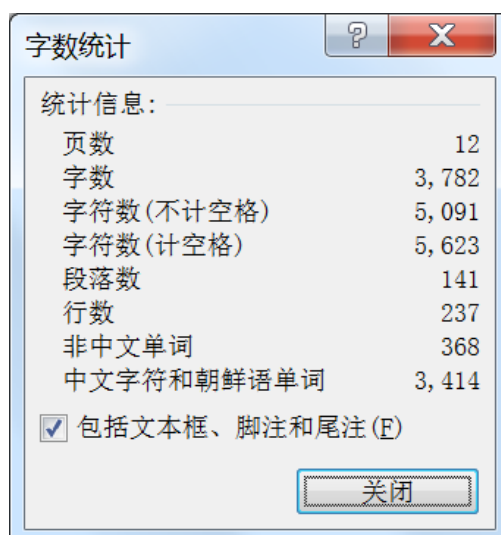 字数统计
统计信息:
页数 12
字数 3,782
字符数(不计空格) 5,091
字符数(计空格) 5,623
段落数 141
行数 237
非中文单词 368
中文字符和朝鲜语单词 3,414
包括文本框、脚注和尾注(F)
关闭